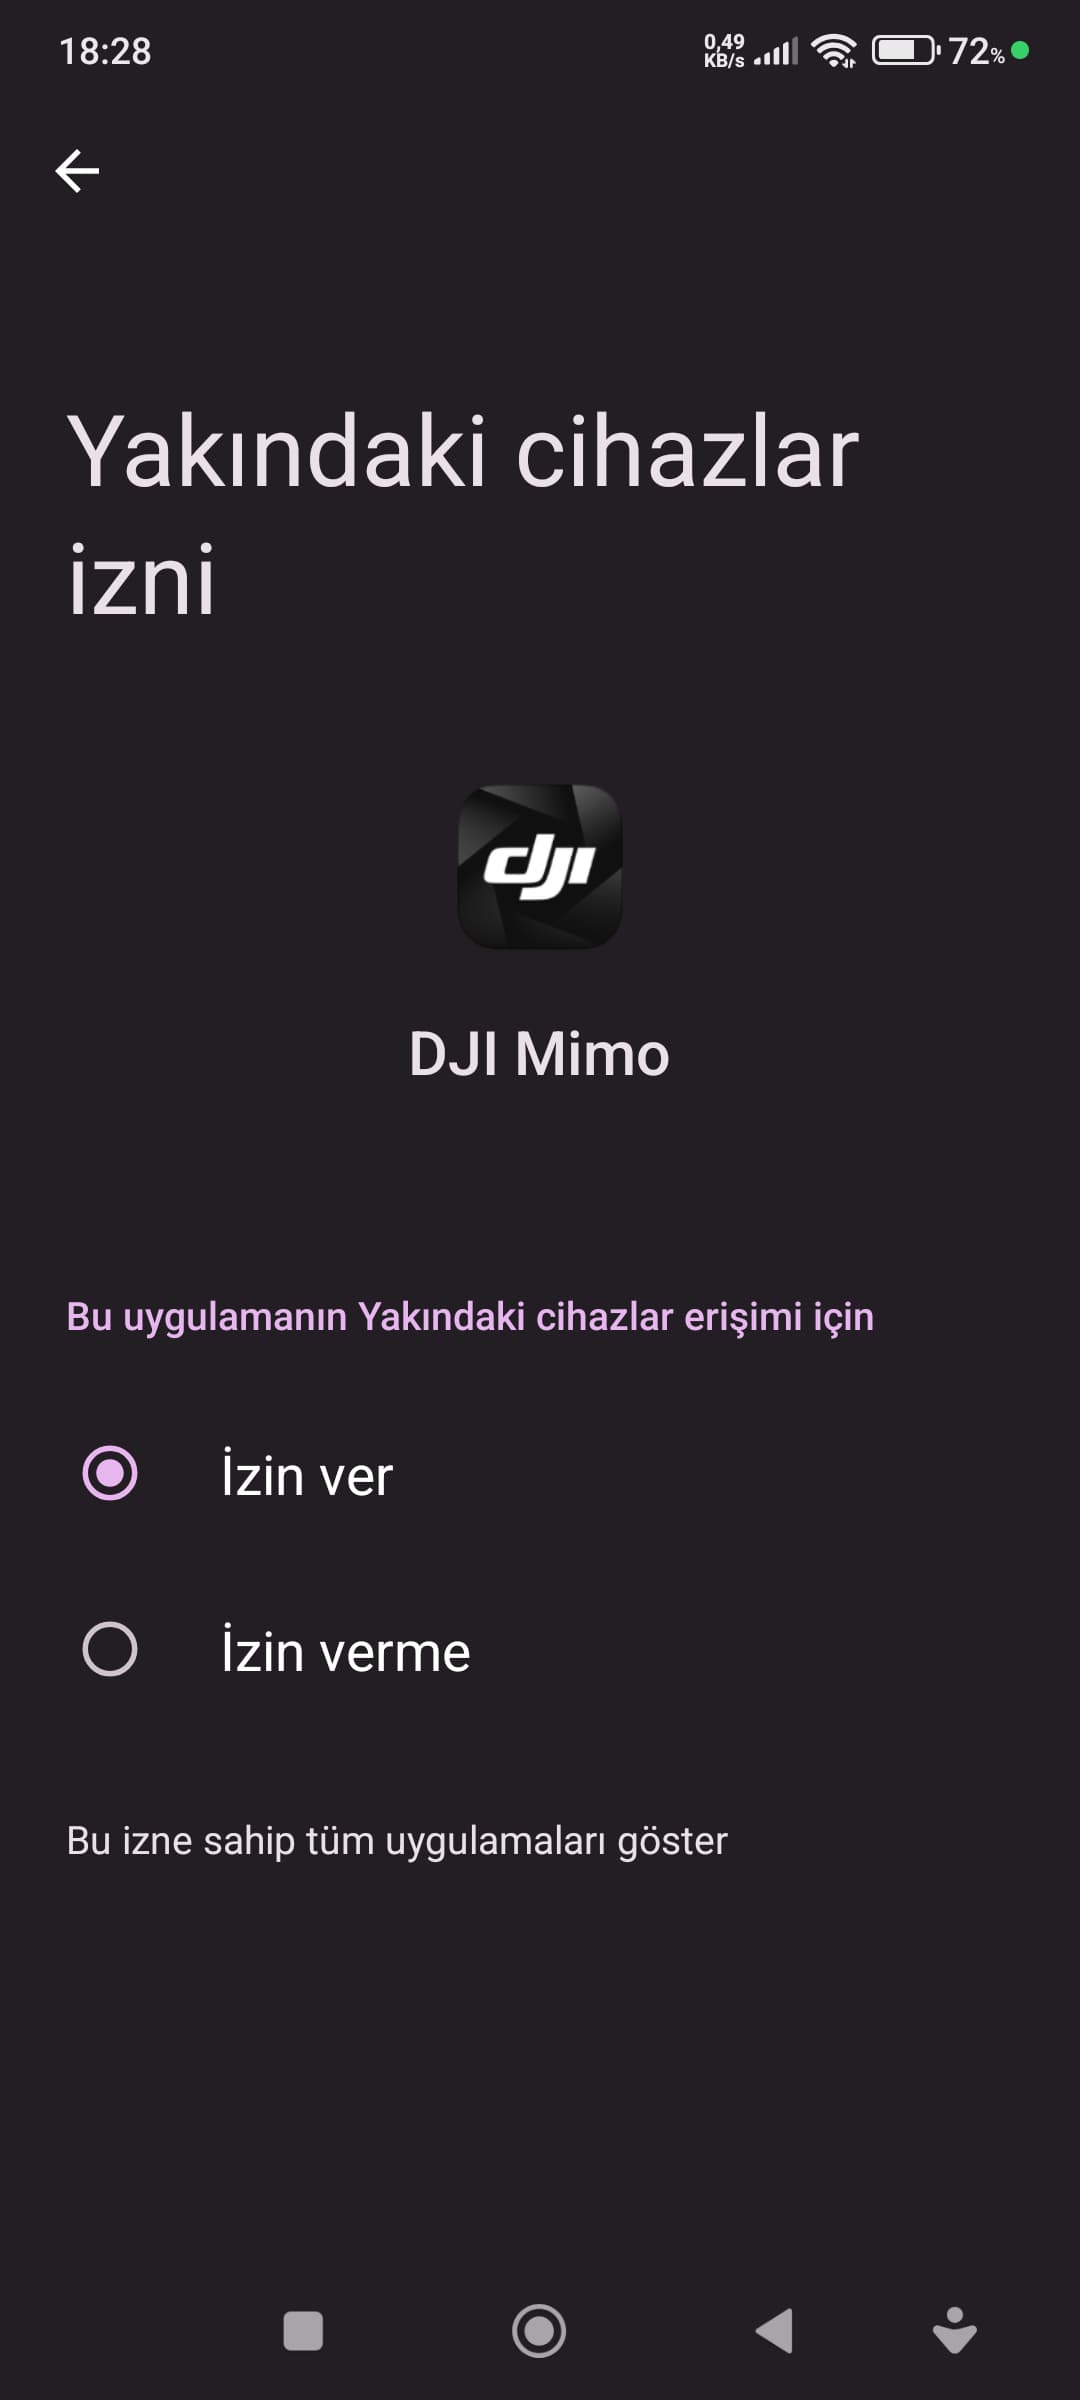 18:28
0,49
KB/s
72%
Yakındaki cihazlar
izni
dji
DJI Mimo
Bu uygulamanın Yakındaki cihazlar erişimi için
İzin ver
İzin verme
Bu izne sahip tüm uygulamaları göster